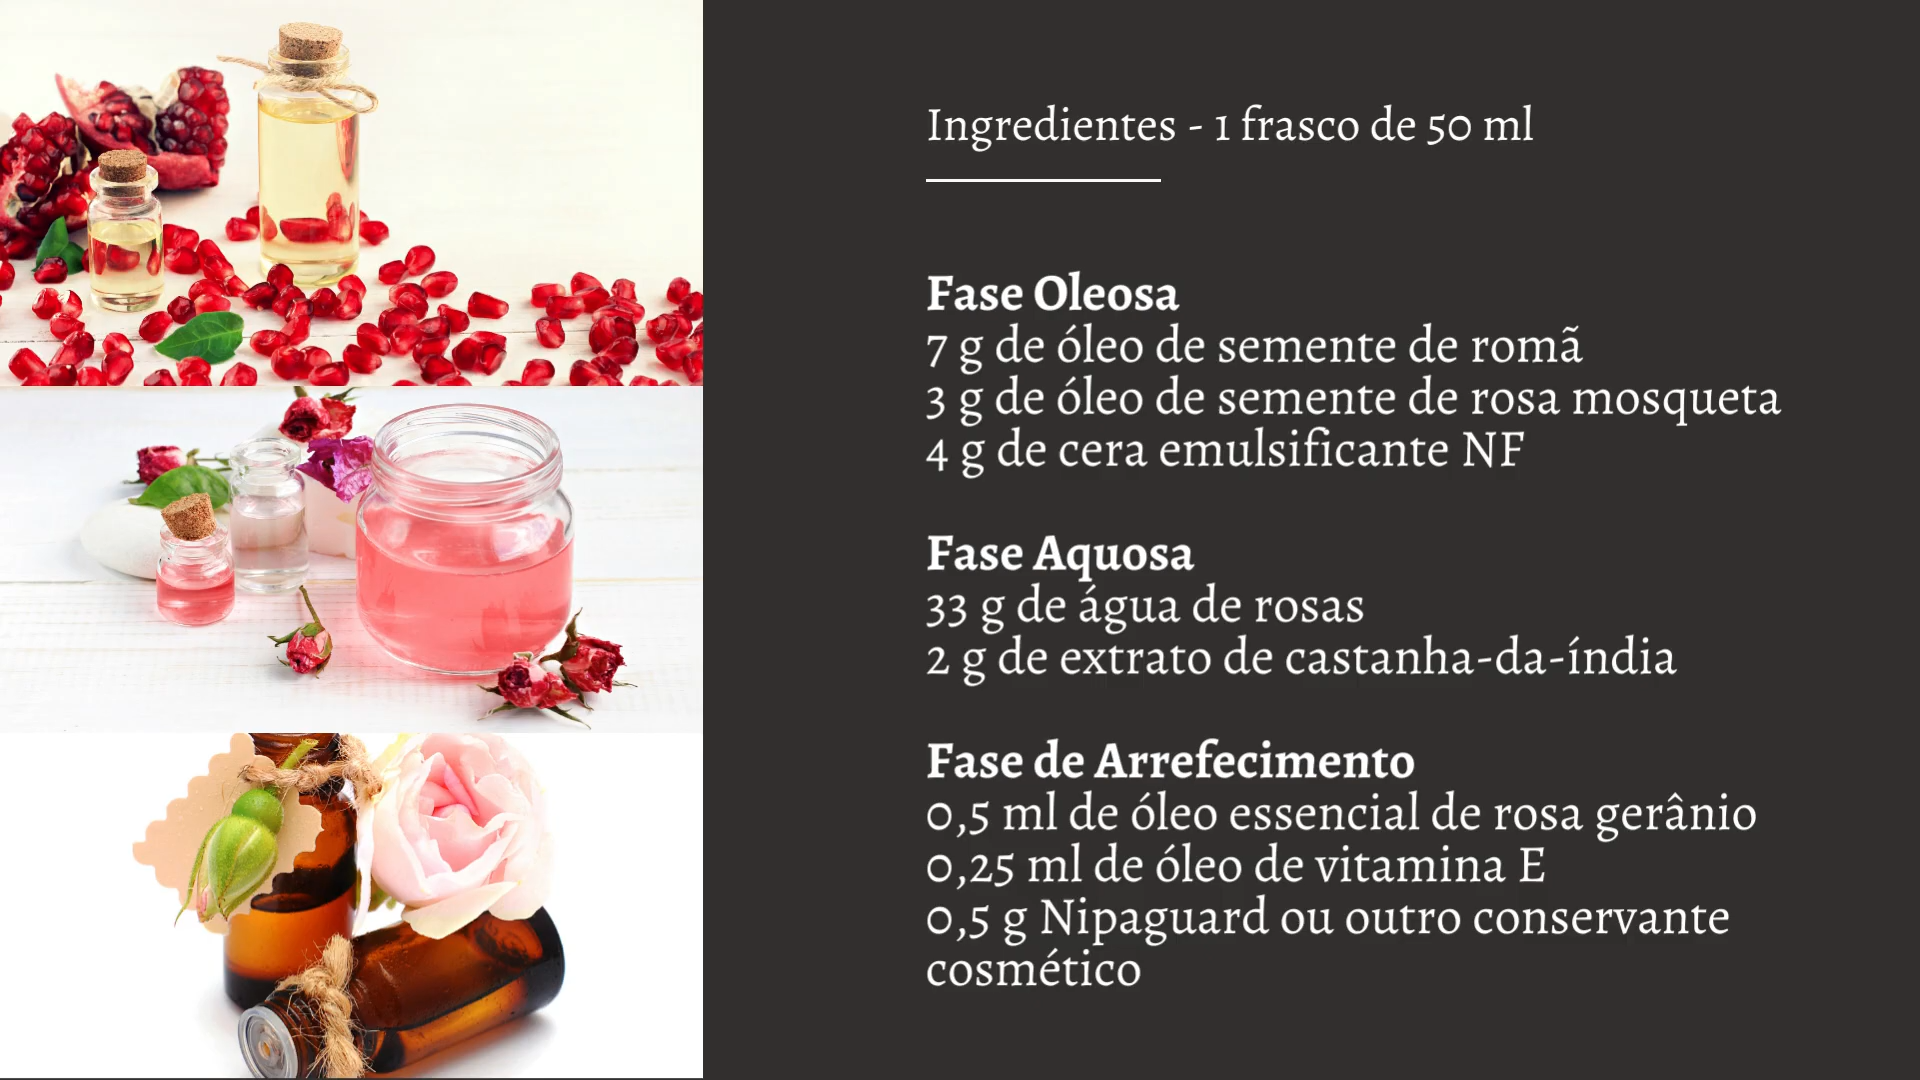 Ingredientes - 1 frasco de 50 ml
Fase Oleosa
7 g de óleo de semente de romã
3 g de óleo de semente de rosa mosqueta
4 g de cera emulsificante NF
Fase Aquosa
33 g de água de rosas
2 g de extrato de castanha-da-índia
Fase de Arrefecimento
0,5 ml de óleo essencial de rosa gerânio
0,25 ml de óleo de vitamina E
0,5 g Nipaguard ou outro conservante
cosmético